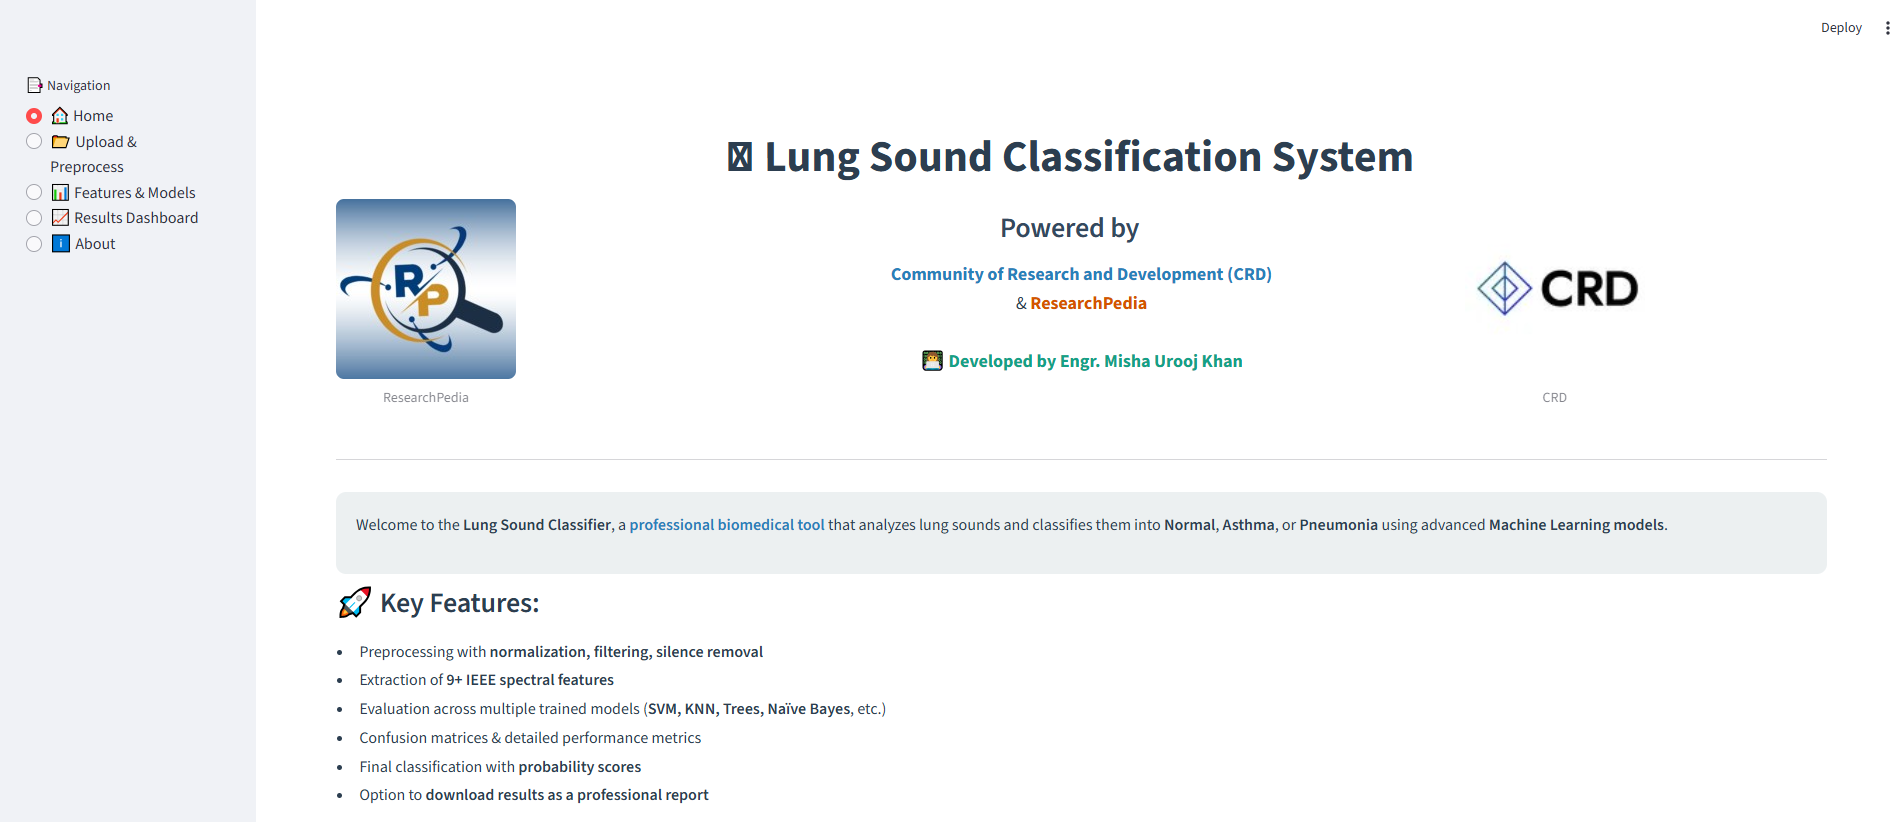 Deploy
Navigation
Home
Upload &
Preprocess
Features & Models
Results Dashboard
About
Lung Sound Classification System
RP
ResearchPedia
Powered by
Community of Research and Development (CRD)
& ResearchPedia
Developed by Engr. Misha Urooj Khan
CRD
CRD
Welcome to the Lung Sound Classifier, a professional biomedical tool that analyzes lung sounds and classifies them into Normal, Asthma, or Pneumonia using advanced Machine Learning models.
Key Features:
• Preprocessing with normalization, filtering, silence removal
• Extraction of 9+ IEEE spectral features
• Evaluation across multiple trained models (SVM, KNN, Trees, Naïve Bayes, etc.)
• Confusion matrices & detailed performance metrics
• Final classification with probability scores
• Option to download results as a professional report